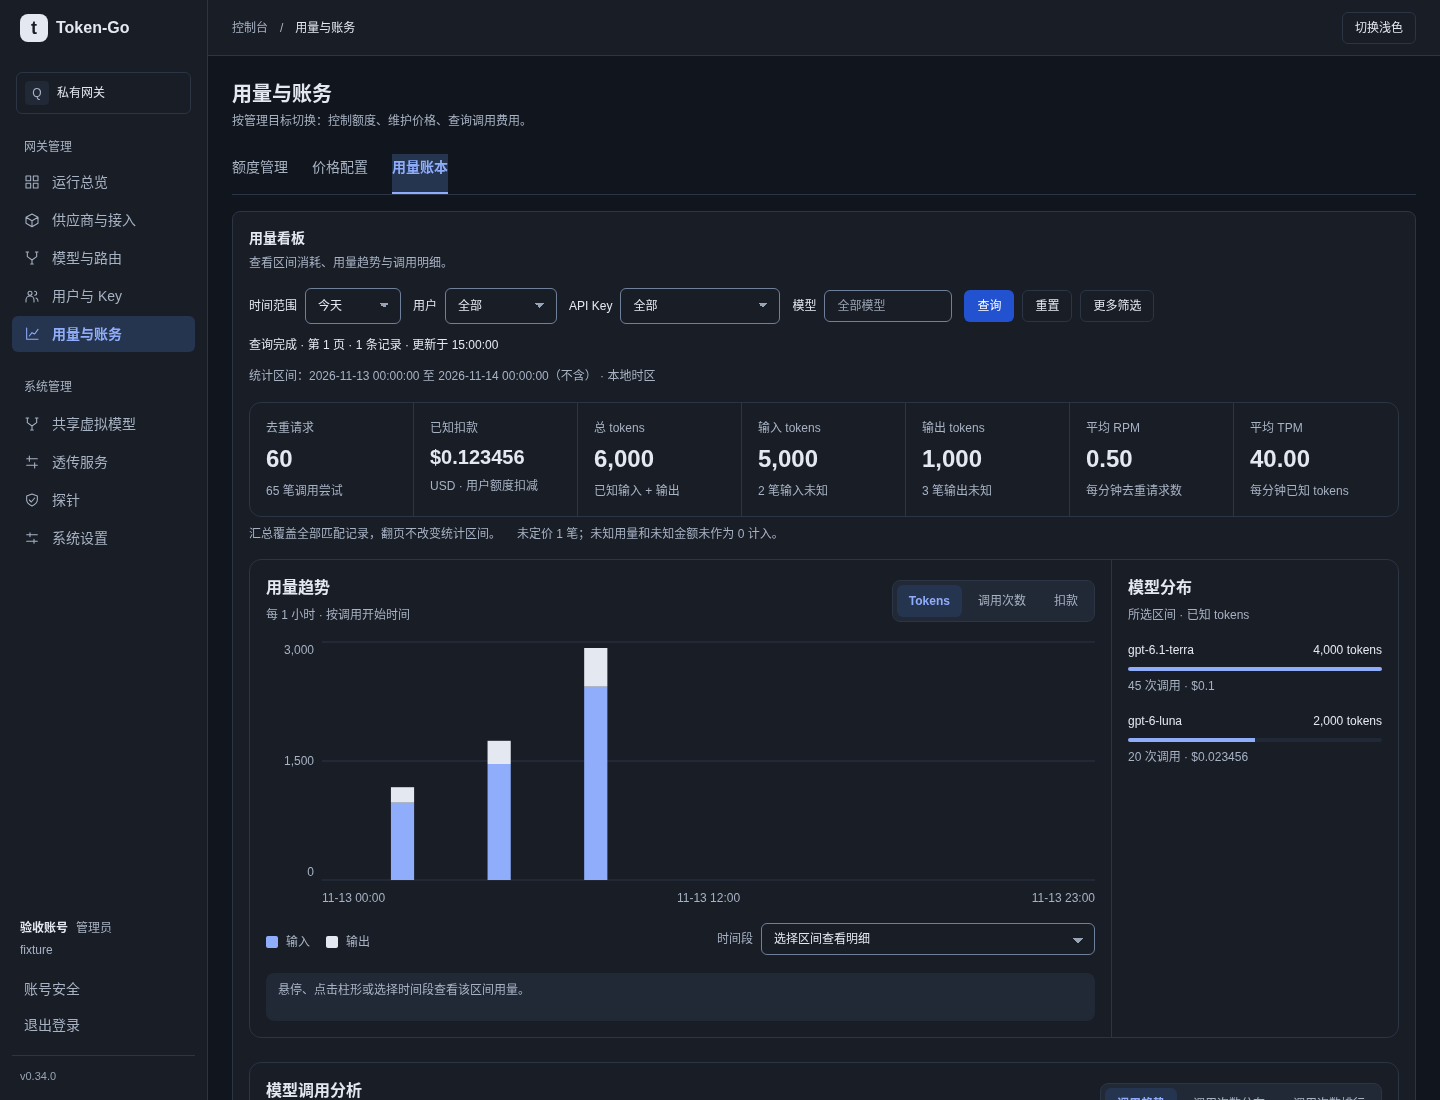 t Token-Go
控制台 / 用量与账务
切换浅色
Q 私有网关
网关管理
运行总览
供应商与接入
模型与路由
用户与 Key
用量与账务
系统管理
共享虚拟模型
透传服务
探针
系统设置
验收账号 管理员
fixture
账号安全
退出登录
v0.34.0
用量与账务
按管理目标切换：控制额度、维护价格、查询调用费用。
额度管理 价格配置 用量账本
用量看板
查看区间消耗、用量趋势与调用明细。
时间范围 今天 用户 全部 API Key 全部 模型 全部模型 查询 重置 更多筛选
查询完成 · 第 1 页 · 1 条记录 · 更新于 15:00:00
统计区间：2026-11-13 00:00:00 至 2026-11-14 00:00:00（不含） · 本地时区
去重请求
60
65 笔调用尝试
已知扣款
$0.123456
USD · 用户额度扣减
总 tokens
6,000
已知输入 + 输出
输入 tokens
5,000
2 笔输入未知
输出 tokens
1,000
3 笔输出未知
平均 RPM
0.50
每分钟去重请求数
平均 TPM
40.00
每分钟已知 tokens
汇总覆盖全部匹配记录，翻页不改变统计区间。 未定价 1 笔；未知用量和未知金额未作为 0 计入。
用量趋势
每 1 小时 · 按调用开始时间
Tokens 调用次数 扣款
3,000
1,500
0
11-13 00:00 11-13 12:00 11-13 23:00
输入 输出
时间段 选择区间查看明细
悬停、点击柱形或选择时间段查看该区间用量。
模型分布
所选区间 · 已知 tokens
gpt-6.1-terra 4,000 tokens
45 次调用 · $0.1
gpt-6-luna 2,000 tokens
20 次调用 · $0.023456
模型调用分析
调用趋势 调用次数分布 调用次数排行